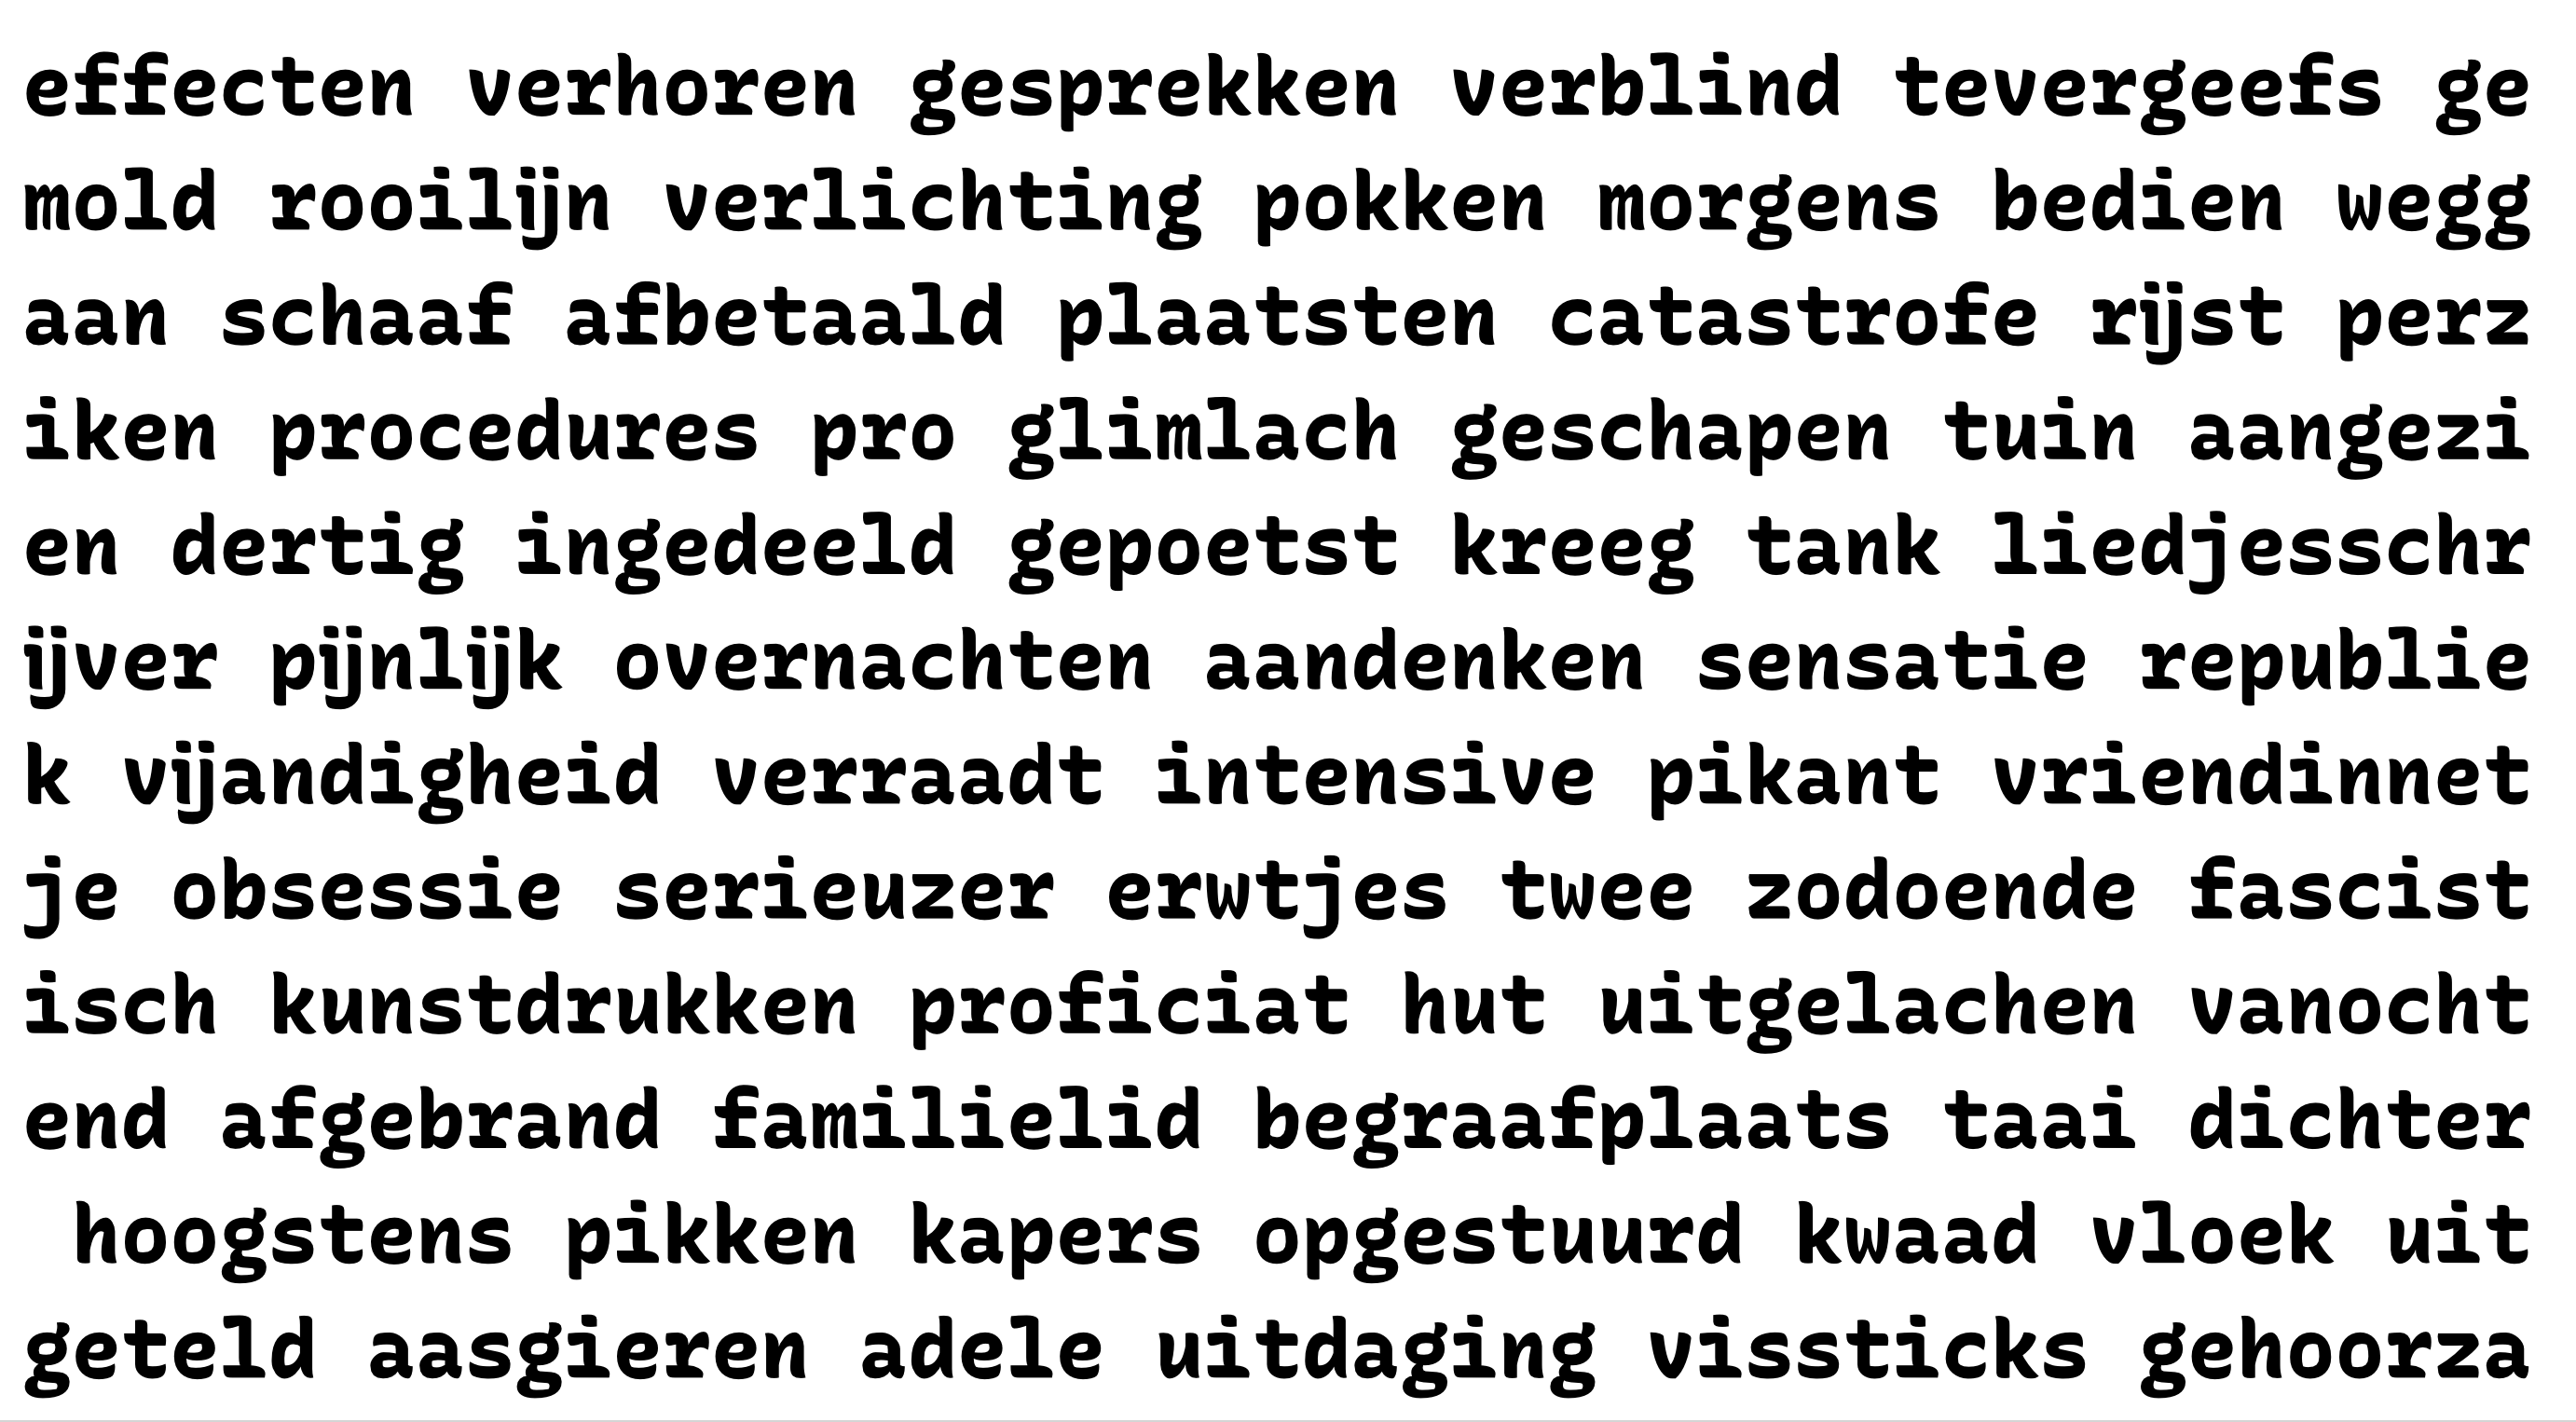 effecten verhoren gesprekken verblind tevergeefs ge
mold rooilijn verlichting pokken morgens bedien wegg
aan schaaf afbetaald plaatsten catastrofe rijst perz
iken procedures pro glimlach geschapen tuin aangezi
en dertig ingedeeld gepoetst kreeg tank liedjesschr
ijver pijnlijk overnachten aandenken sensatie republie
k vijandigheid verraadt intensive pikant vriendinnet
je obsessie serieuzer erwtjes twee zodoende fascist
isch kunstdrukken proficiat hut uitgelachen vanocht
end afgebrand familielid begraafplaats taai dichter
hoogstens pikken kapers opgestuurd kwaad vloek uit
geteld aasgieren adele uitdaging vissticks gehoorza